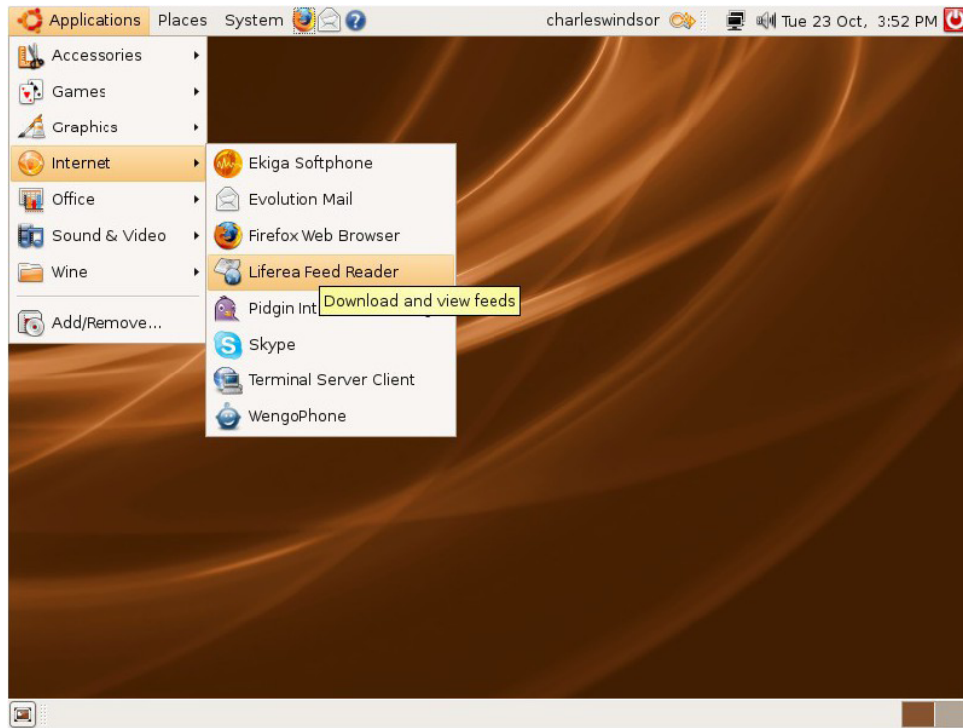 Applications Places System charleswindsor Tue 23 Oct, 3:52 PM
Accessories
Games
Graphics
Internet
Office
Sound & Video
Wine
Add/Remove...
Ekiga Softphone
Evolution Mail
Firefox Web Browser
Liferea Feed Reader
Download and view feeds
Pidgin
Skype
Terminal Server Client
WengoPhone